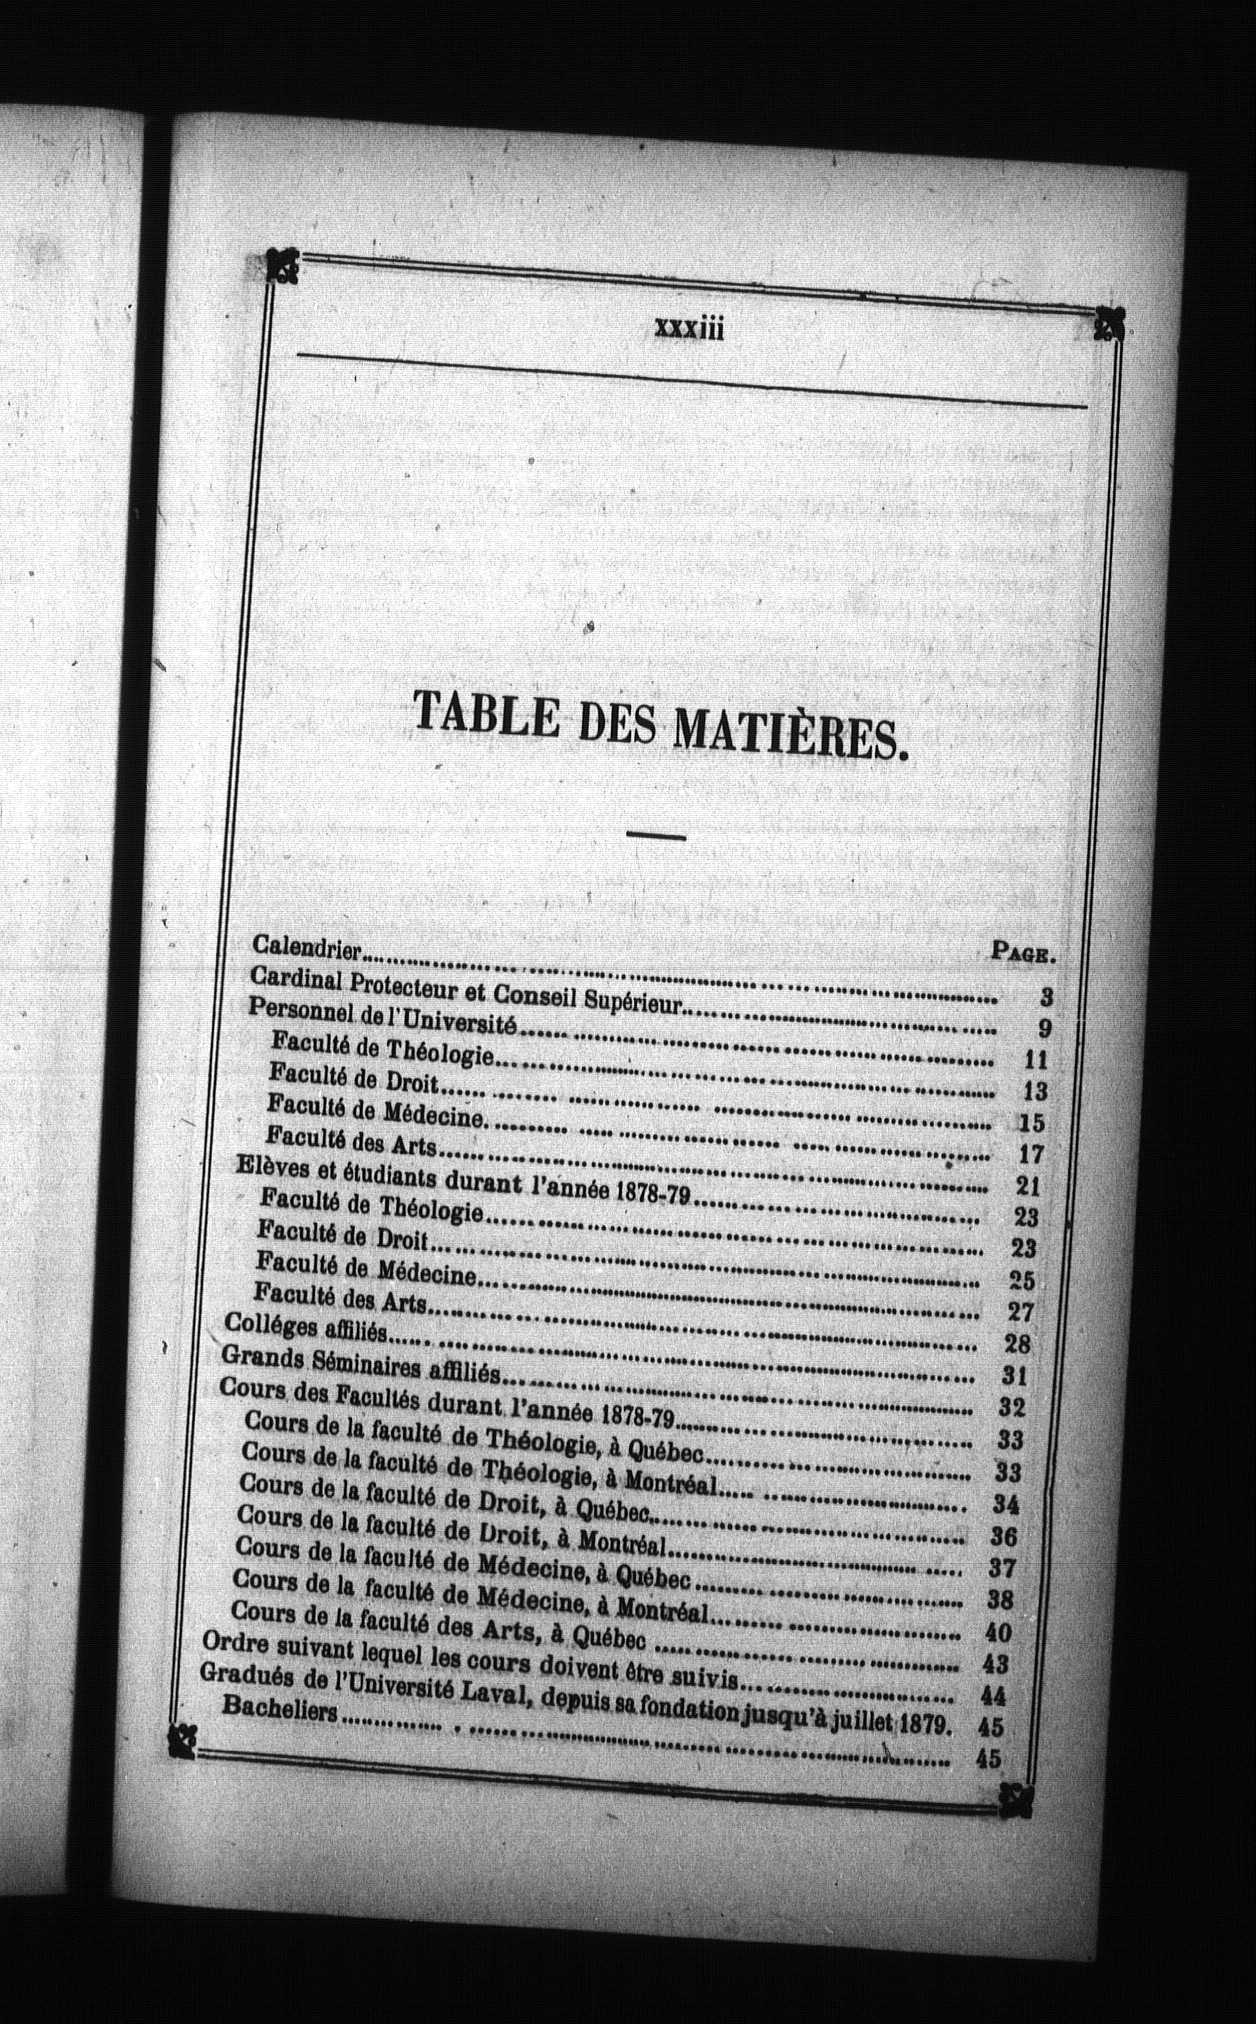 xxxiii
TABLE DES MATIÈRES.
PAGE.
Calendrier........ 3
Cardinal Protecteur et Conseil Supérieur........ 9
Personnel de l'Université........ 11
Faculté de Théologie........ 13
Faculté de Droit........ 15
Faculté de Médecine........ 17
Faculté des Arts........ 21
Elèves et étudiants durant l'année 1878-79........ 23
Faculté de Théologie........ 23
Faculté de Droit........ 25
Faculté de Médecine........ 27
Faculté des Arts........ 28
Colléges affiliés........ 31
Grands Séminaires affiliés........ 32
Cours des Facultés durant l'année 1878-79........ 33
Cours de la faculté de Théologie, à Québec........ 33
Cours de la faculté de Théologie, à Montréal........ 34
Cours de la faculté de Droit, à Québec........ 36
Cours de la faculté de Droit, à Montréal........ 37
Cours de la faculté de Médecine, à Québec........ 38
Cours de la faculté de Médecine, à Montréal........ 40
Cours de la faculté des Arts, à Québec........ 43
Ordre suivant lequel les cours doivent être suivis........ 44
Gradués de l'Université Laval, depuis sa fondation jusqu'à juillet 1879. 45
Bacheliers........ 45